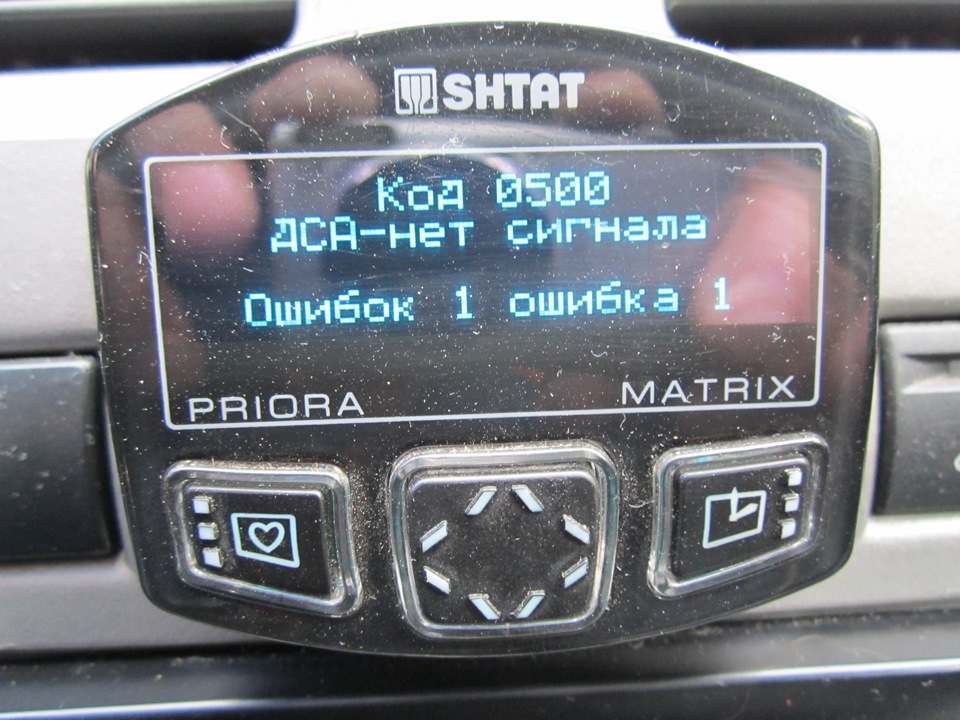 SHTAT
Код 0500
ДСА-нет сигнала
Ошибок 1 ошибка 1
PRIORA MATRIX